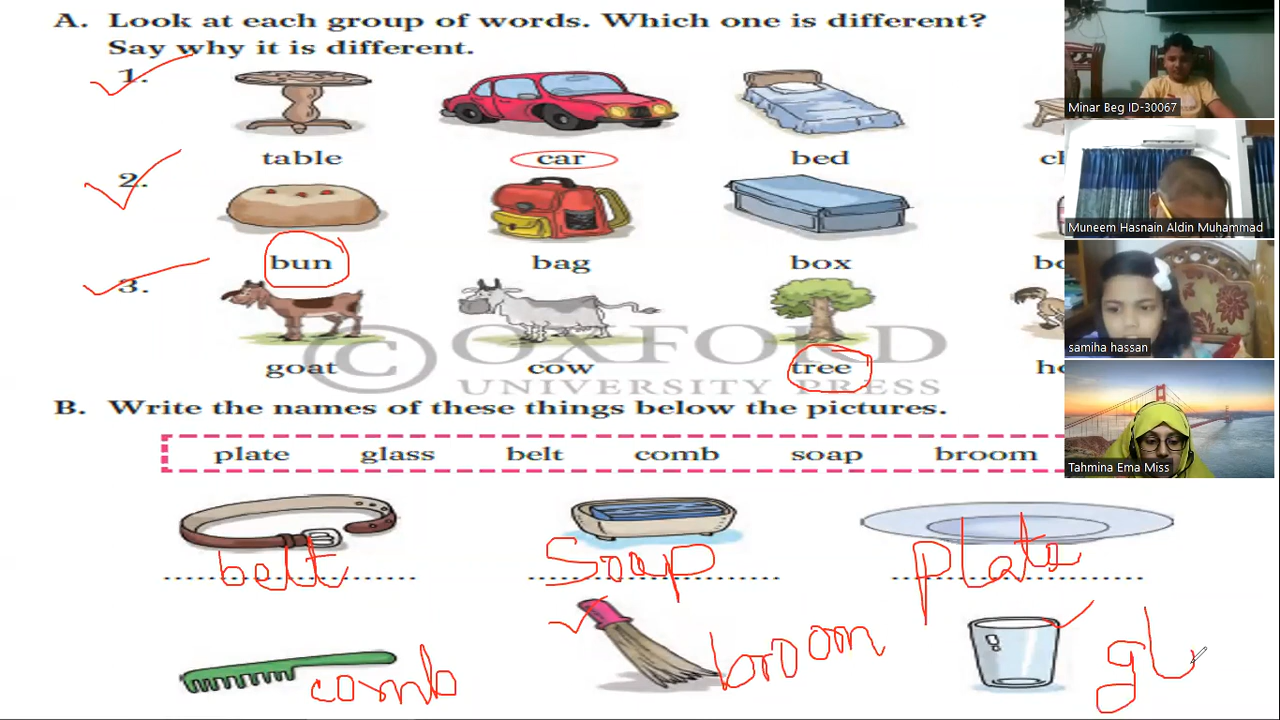 A. Look at each group of words. Which one is different?
Say why it is different.
1.
table car bed
2.
bun bag box
3.
goat cow tree
© OXFORD
UNIVERSITY PRESS
B. Write the names of these things below the pictures.
plate glass belt comb soap broom
belt Soap plate
comb broom gl
Minar Beg ID-30067
Muneem Hasnain Aldin Muhammad
samiha hassan
Tahmina Ema Miss